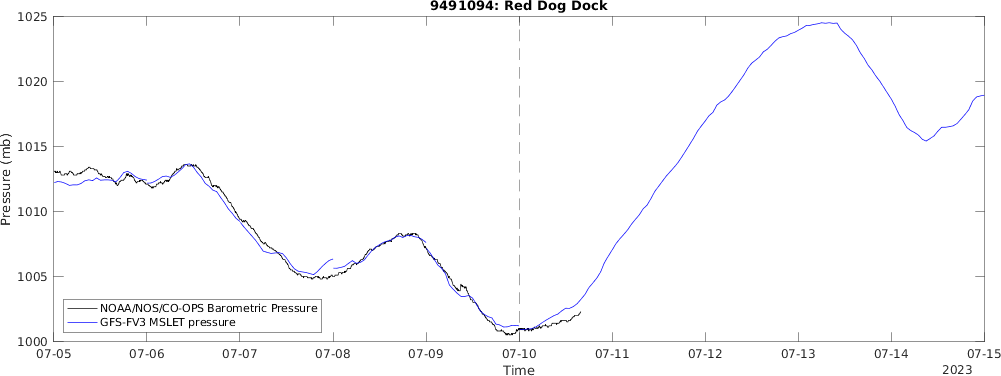 9491094: Red Dog Dock
Pressure (mb)
1025
1020
1015
1010
1005
1000
NOAA/NOS/CO-OPS Barometric Pressure
GFS-FV3 MSLET pressure
07-05 07-06 07-07 07-08 07-09 07-10 07-11 07-12 07-13 07-14 07-15
Time
2023